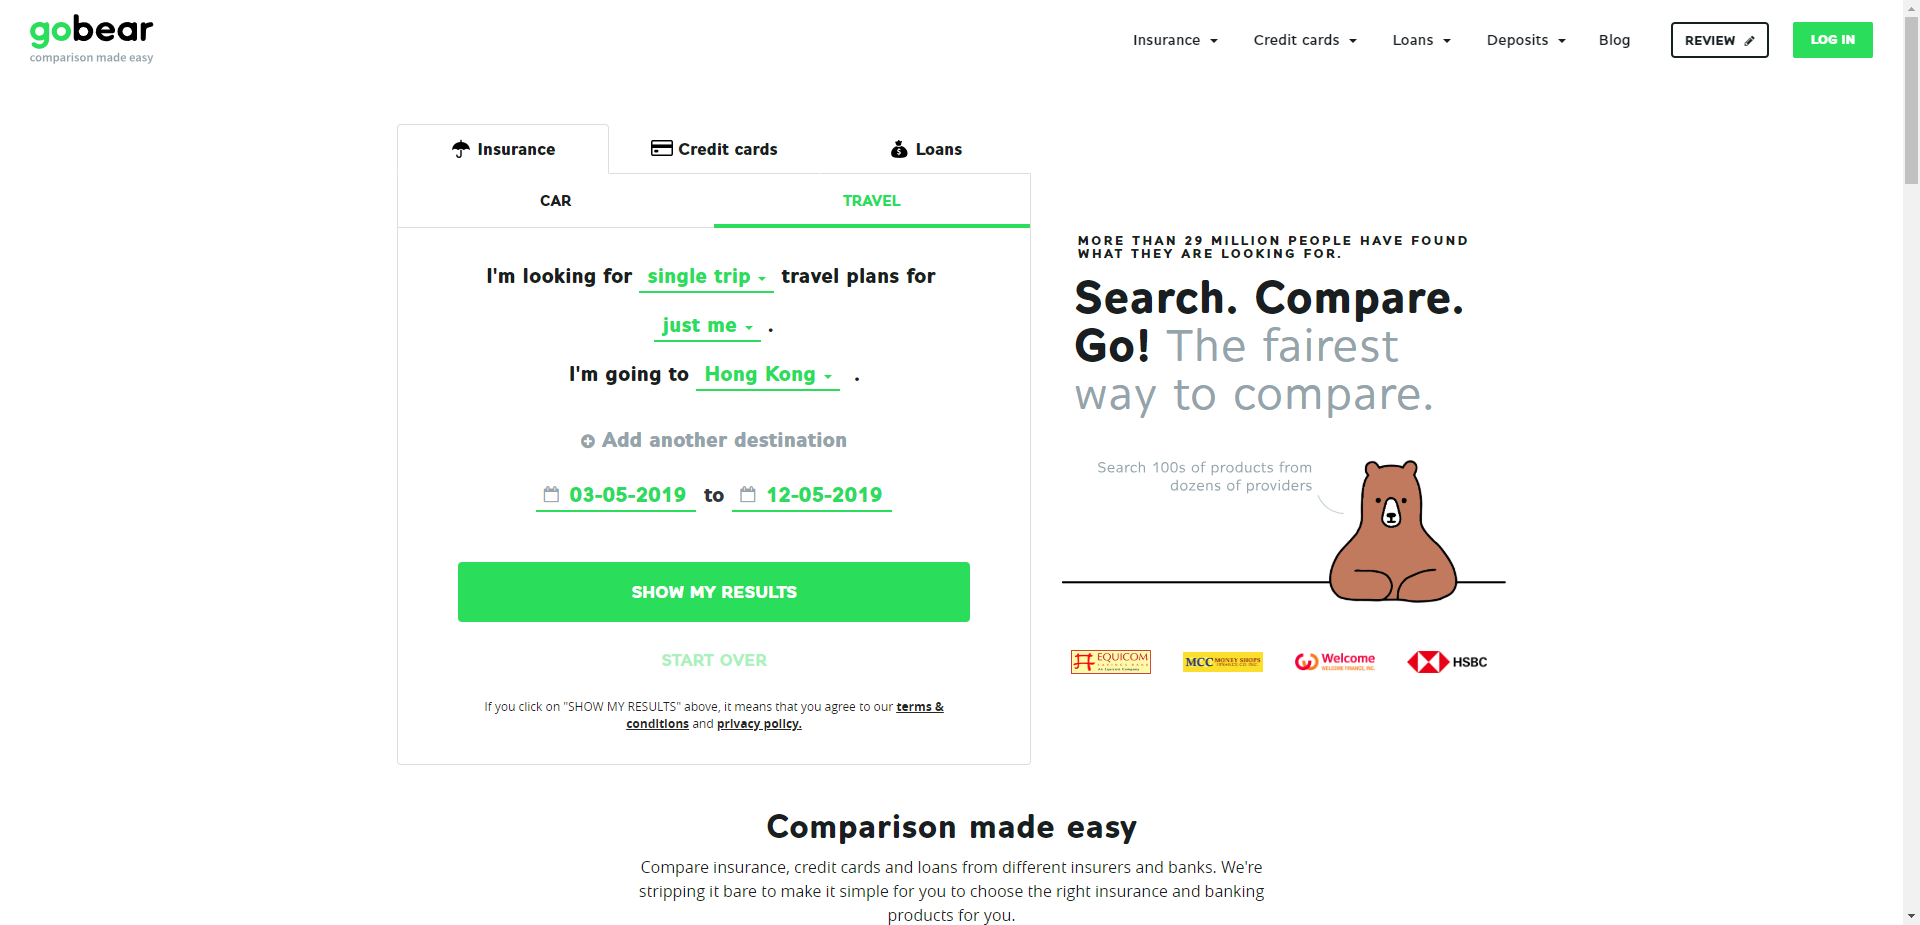 gobear
comparison made easy
Insurance
Credit cards
Loans
Deposits
Blog
REVIEW
LOG IN
Insurance
Credit cards
Loans
CAR
TRAVEL
I'm looking for single trip travel plans for
just me .
I'm going to Hong Kong .
Add another destination
03-05-2019 to 12-05-2019
SHOW MY RESULTS
START OVER
If you click on "SHOW MY RESULTS" above, it means that you agree to our terms &
conditions and privacy policy.
MORE THAN 29 MILLION PEOPLE HAVE FOUND
WHAT THEY ARE LOOKING FOR.
Search. Compare.
Go! The fairest
way to compare.
Search 100s of products from
dozens of providers
EQUICOM
MCC MONEY SHOPS
Welcome
WELCOME FINANCE, INC.
HSBC
Comparison made easy
Compare insurance, credit cards and loans from different insurers and banks. We're
stripping it bare to make it simple for you to choose the right insurance and banking
products for you.